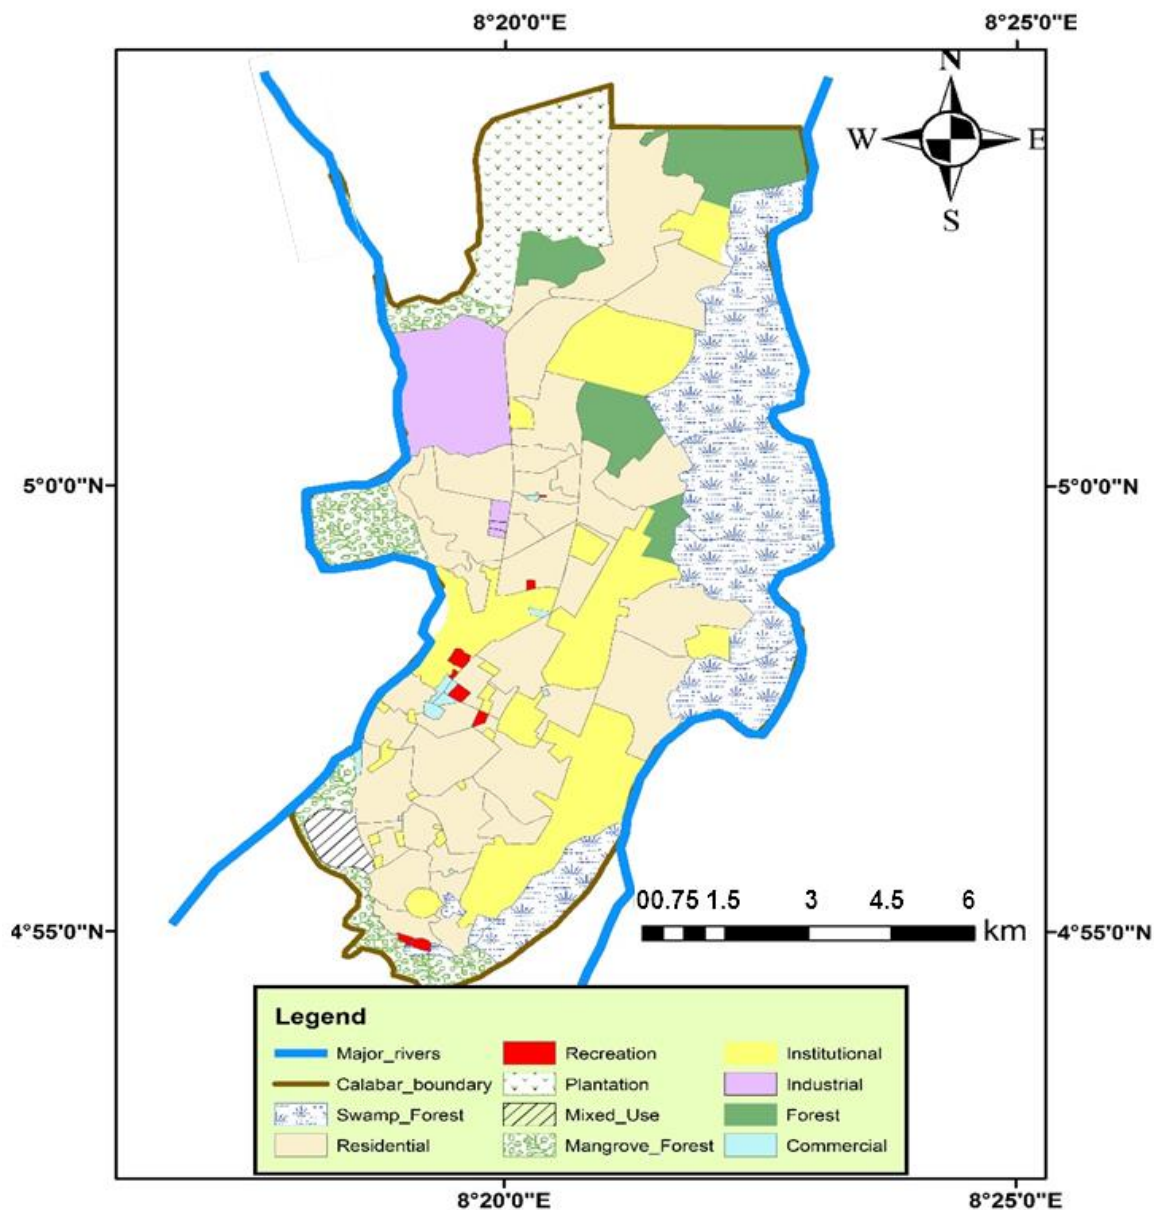 8°20'0"E 8°25'0"E
N
W E
S
5°0'0"N 5°0'0"N
00.75 1.5 3 4.5 6
km
4°55'0"N 4°55'0"N
Legend
Major_rivers Recreation Institutional
Calabar_boundary Plantation Industrial
Swamp_Forest Mixed_Use Forest
Residential Mangrove_Forest Commercial
8°20'0"E 8°25'0"E